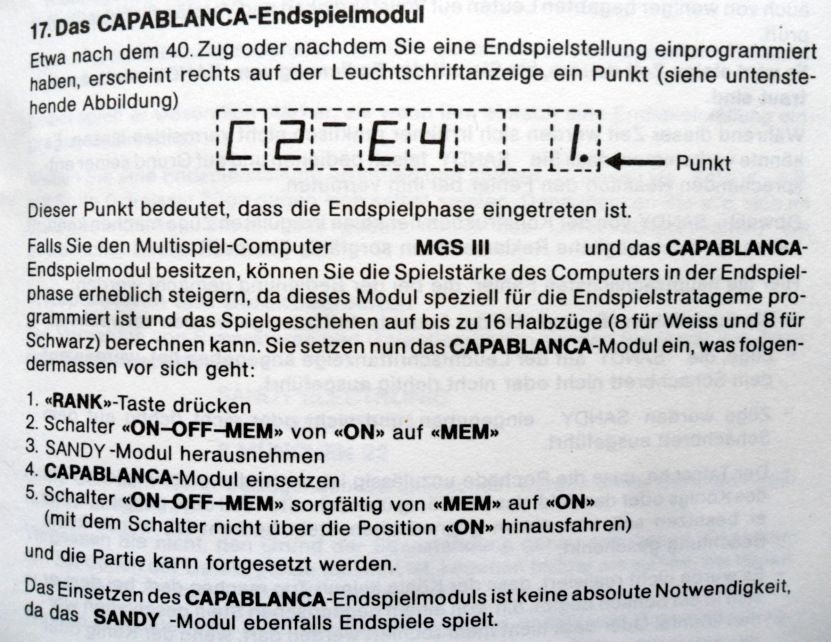 17. Das CAPABLANCA-Endspielmodul
Etwa nach dem 40. Zug oder nachdem Sie eine Endspielstellung einprogrammiert
haben, erscheint rechts auf der Leuchtschriftanzeige ein Punkt (siehe untenste-
hende Abbildung)
E2 E4 1.
Punkt
Dieser Punkt bedeutet, dass die Endspielphase eingetreten ist.
Falls Sie den Multispiel-Computer MGS III und das CAPABLANCA-
Endspielmodul besitzen, können Sie die Spielstärke des Computers in der Endspiel-
phase erheblich steigern, da dieses Modul speziell für die Endspielstratageme pro-
grammiert ist und das Spielgeschehen auf bis zu 16 Halbzüge (8 für Weiss und 8 für
Schwarz) berechnen kann. Sie setzen nun das CAPABLANCA-Modul ein, was folgen-
dermassen vor sich geht:
1. «RANK»-Taste drücken
2. Schalter «ON–OFF–MEM» von «ON» auf «MEM»
3. SANDY -Modul herausnehmen
4. CAPABLANCA-Modul einsetzen
5. Schalter «ON–OFF–MEM» sorgfältig von «MEM» auf «ON»
(mit dem Schalter nicht über die Position «ON» hinausfahren)
und die Partie kann fortgesetzt werden.
Das Einsetzen des CAPABLANCA-Endspielmoduls ist keine absolute Notwendigkeit,
da das SANDY -Modul ebenfalls Endspiele spielt.